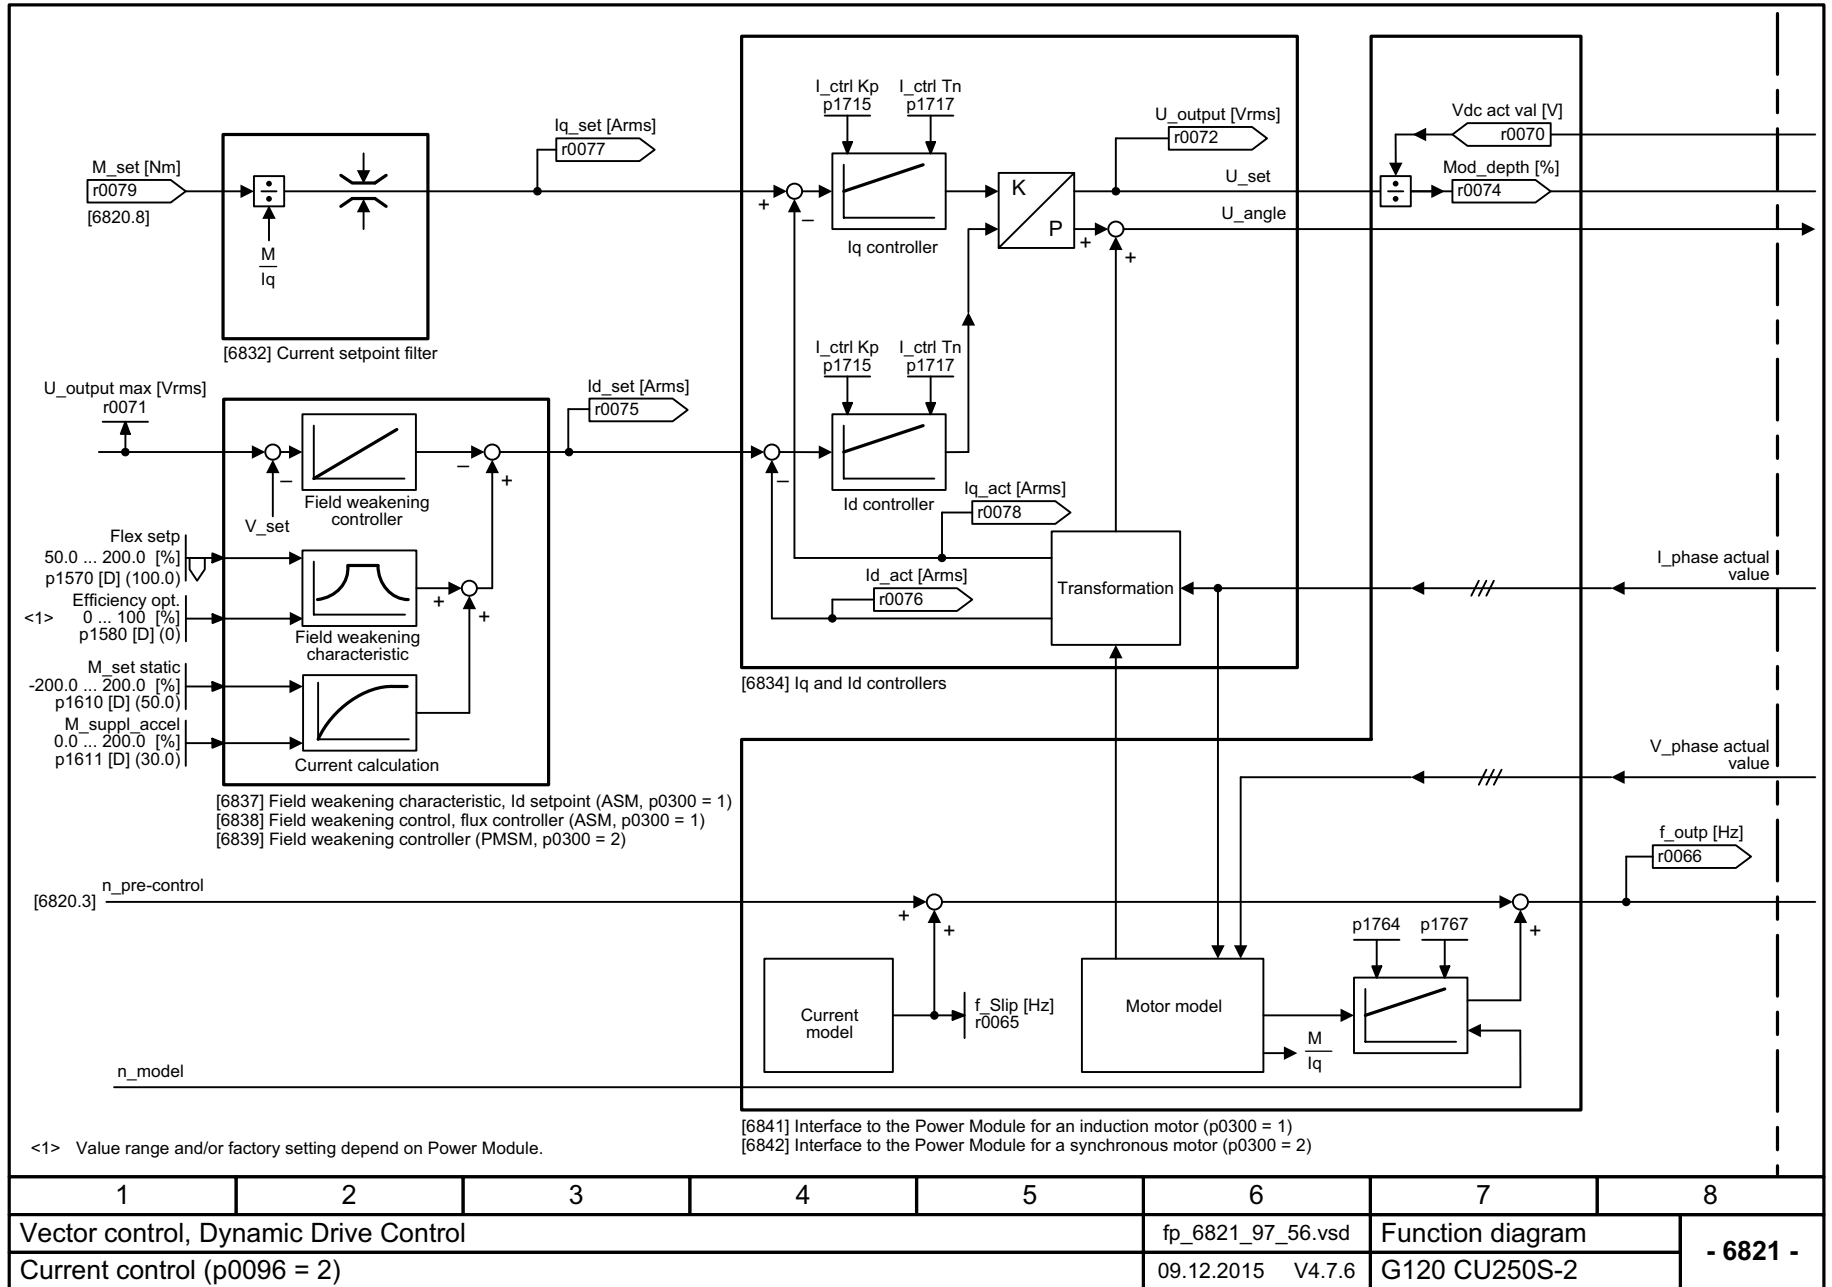 M_set [Nm]
r0079
[6820.8]
÷
M
Iq
[6832] Current setpoint filter
Iq_set [Arms]
r0077
I_ctrl Kp
p1715
I_ctrl Tn
p1717
+
–
Iq controller
K
P
+
+
U_output [Vrms]
r0072
U_set
U_angle
Vdc act val [V]
r0070
÷
Mod_depth [%]
r0074
U_output max [Vrms]
r0071
–
V_set
Field weakening
controller
–
+
Id_set [Arms]
r0075
I_ctrl Kp
p1715
I_ctrl Tn
p1717
–
Id controller
Iq_act [Arms]
r0078
Id_act [Arms]
r0076
Transformation
I_phase actual
value
Flex setp
50.0 ... 200.0 [%]
p1570 [D] (100.0)
Efficiency opt.
<1> 0 ... 100 [%]
p1580 [D] (0)
+
+
Field weakening
characteristic
M_set static
-200.0 ... 200.0 [%]
p1610 [D] (50.0)
M_suppl_accel
0.0 ... 200.0 [%]
p1611 [D] (30.0)
Current calculation
[6834] Iq and Id controllers
V_phase actual
value
[6837] Field weakening characteristic, Id setpoint (ASM, p0300 = 1)
[6838] Field weakening control, flux controller (ASM, p0300 = 1)
[6839] Field weakening controller (PMSM, p0300 = 2)
f_outp [Hz]
r0066
n_pre-control
[6820.3]
+
+
p1764
p1767
+
Current
model
f_Slip [Hz]
r0065
Motor model
M
Iq
n_model
[6841] Interface to the Power Module for an induction motor (p0300 = 1)
[6842] Interface to the Power Module for a synchronous motor (p0300 = 2)
<1> Value range and/or factory setting depend on Power Module.
1 2 3 4 5 6 7 8
Vector control, Dynamic Drive Control
fp_6821_97_56.vsd
Function diagram
- 6821 -
Current control (p0096 = 2)
09.12.2015 V4.7.6
G120 CU250S-2